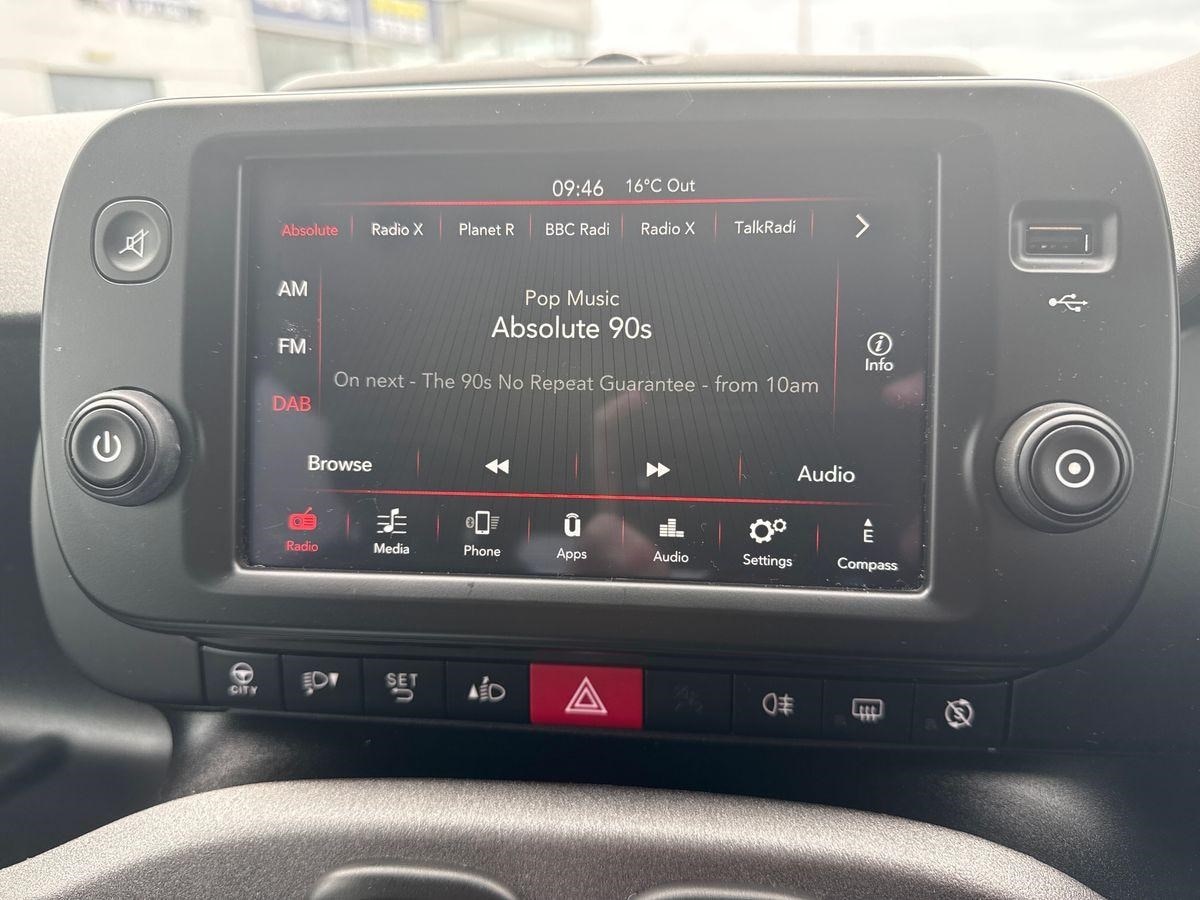 09:46 16°C Out
Absolute Radio X Planet R BBC Radi Radio X TalkRadi
AM
FM
DAB
Pop Music
Absolute 90s
On next - The 90s No Repeat Guarantee - from 10am
Info
Browse Audio
Radio Media Phone Apps Audio Settings Compass
E
CITY
SET